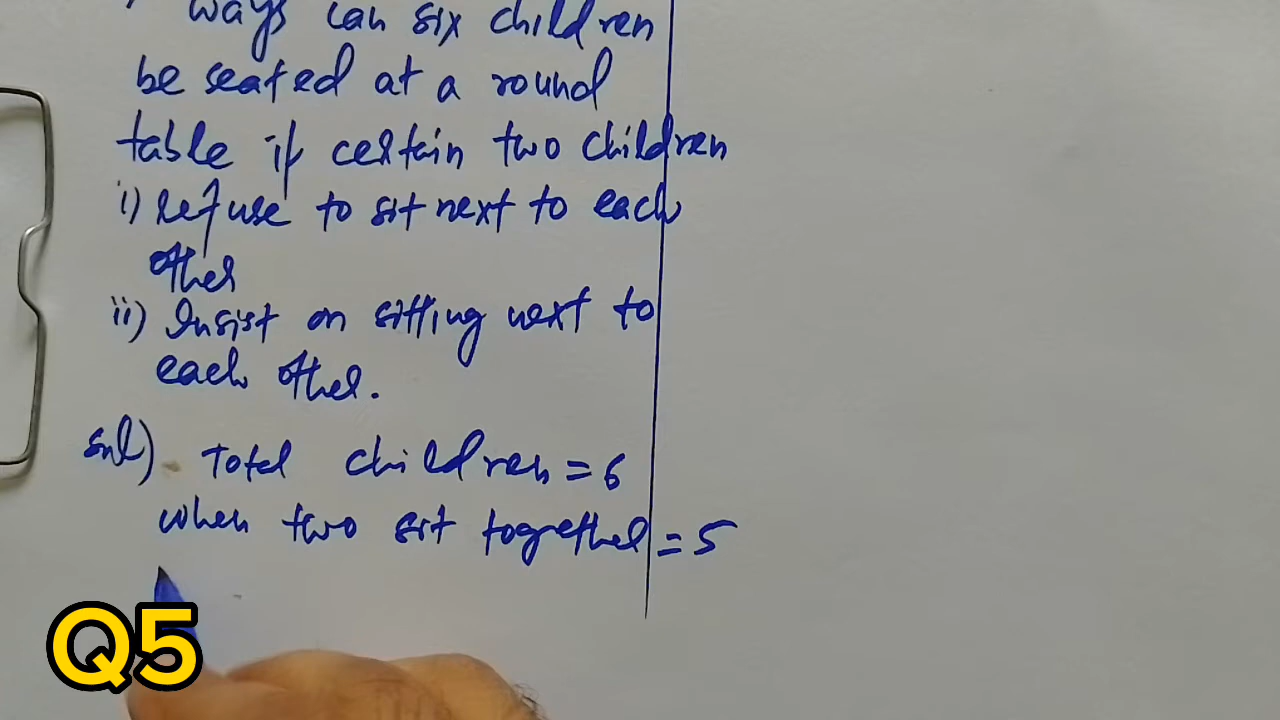 ways can six children
be seated at a round
table if certain two children
i) Refuse to sit next to each
other
ii) Insist on sitting next to
each other.
Sol) Total children = 6
when two sit together = 5
Q5